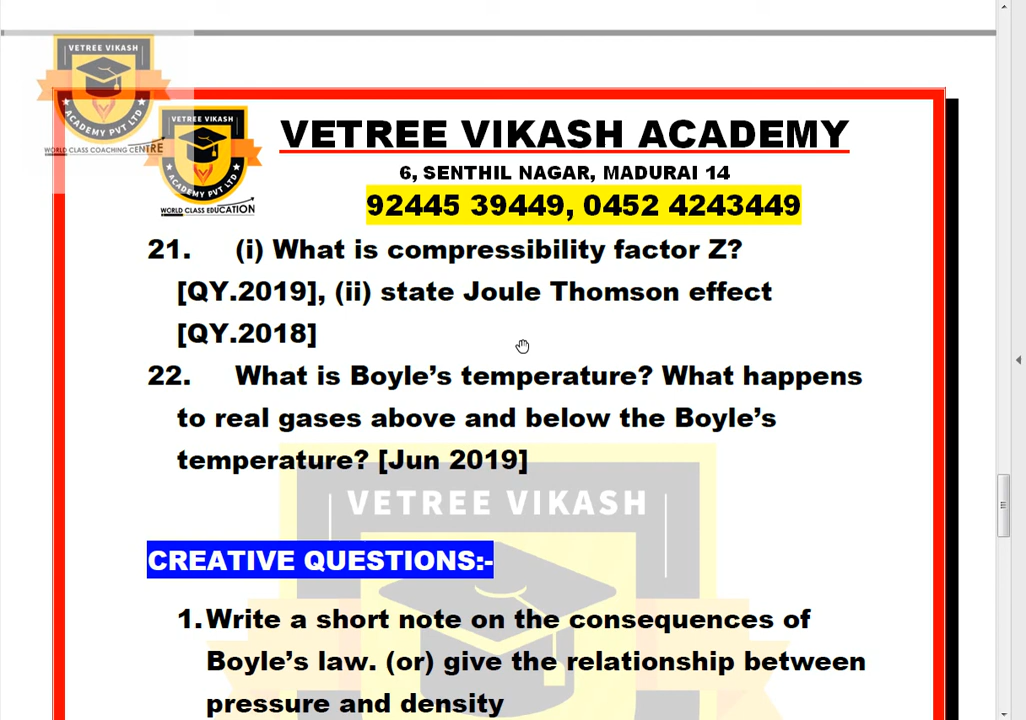 VETREE VIKASH
ACADEMY PVT LTD
WORLD CLASS COACHING CENTRE
VETREE VIKASH
ACADEMY PVT LTD
WORLD CLASS EDUCATION
VETREE VIKASH ACADEMY
6, SENTHIL NAGAR, MADURAI 14
92445 39449, 0452 4243449
21. (i) What is compressibility factor Z?
[QY.2019], (ii) state Joule Thomson effect
[QY.2018]
22. What is Boyle’s temperature? What happens
to real gases above and below the Boyle’s
temperature? [Jun 2019]
VETREE VIKASH
CREATIVE QUESTIONS:-
1. Write a short note on the consequences of
Boyle’s law. (or) give the relationship between
pressure and density